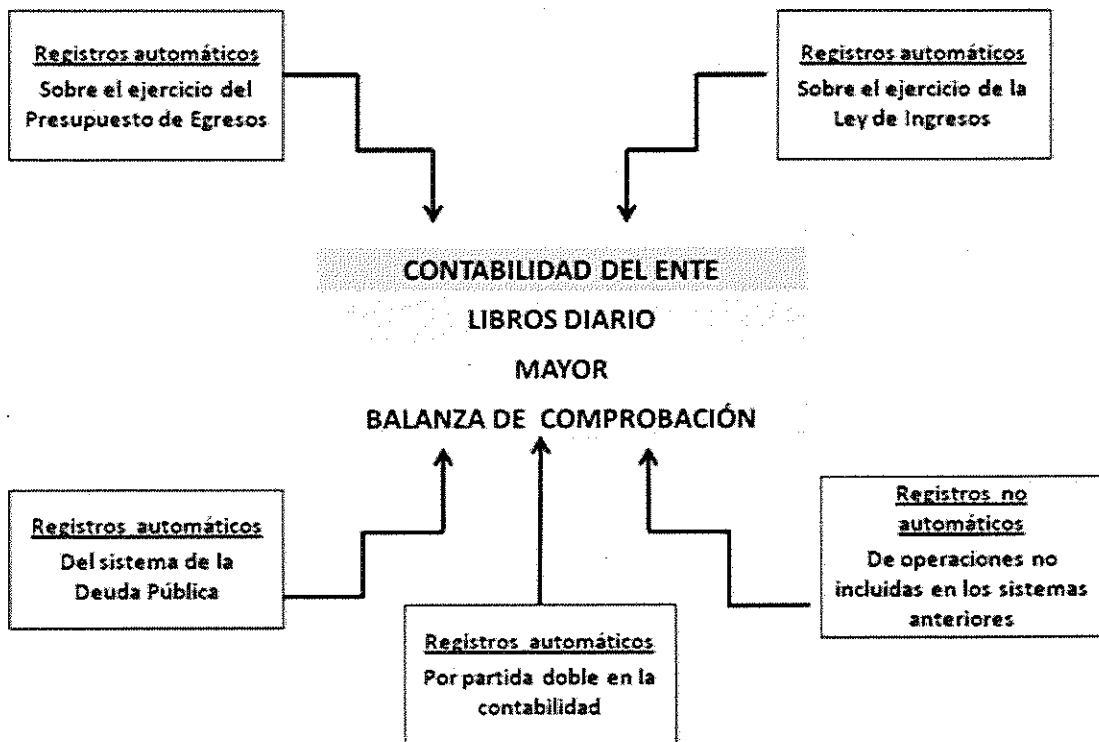 Registros automáticos
Sobre el ejercicio del
Presupuesto de Egresos
Registros automáticos
Sobre el ejercicio de la
Ley de Ingresos
CONTABILIDAD DEL ENTE
LIBROS DIARIO
MAYOR
BALANZA DE COMPROBACIÓN
Registros automáticos
Del sistema de la
Deuda Pública
Registros automáticos
Por partida doble en la
contabilidad
Registros no
automáticos
De operaciones no
incluidas en los sistemas
anteriores